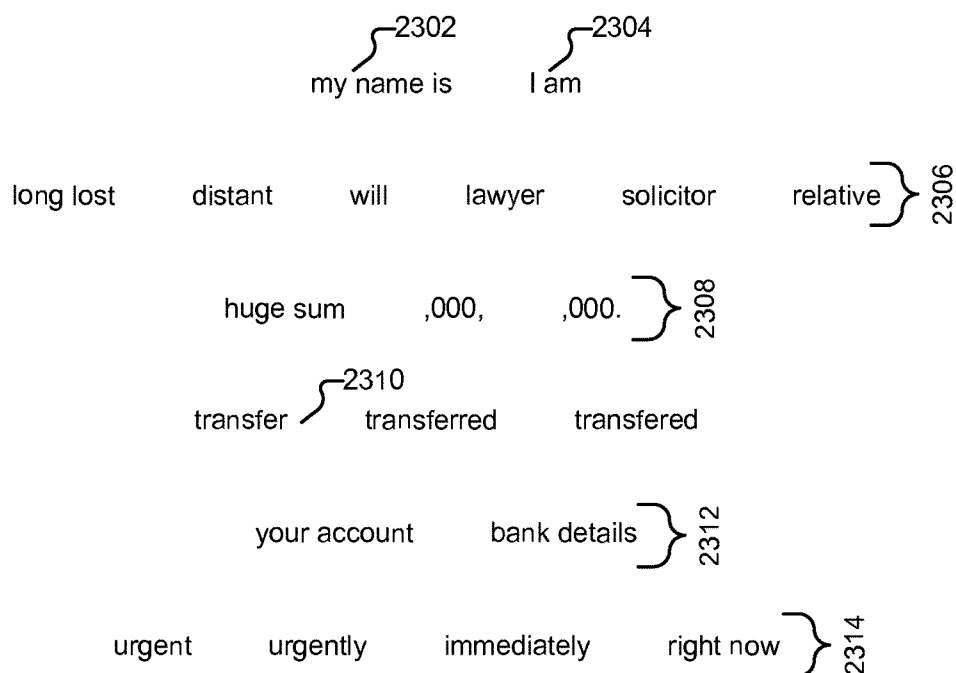 2302 2304
my name is I am
long lost distant will lawyer solicitor relative 2306
huge sum ,000, ,000. 2308
2310
transfer transferred transfered
your account bank details 2312
urgent urgently immediately right now 2314